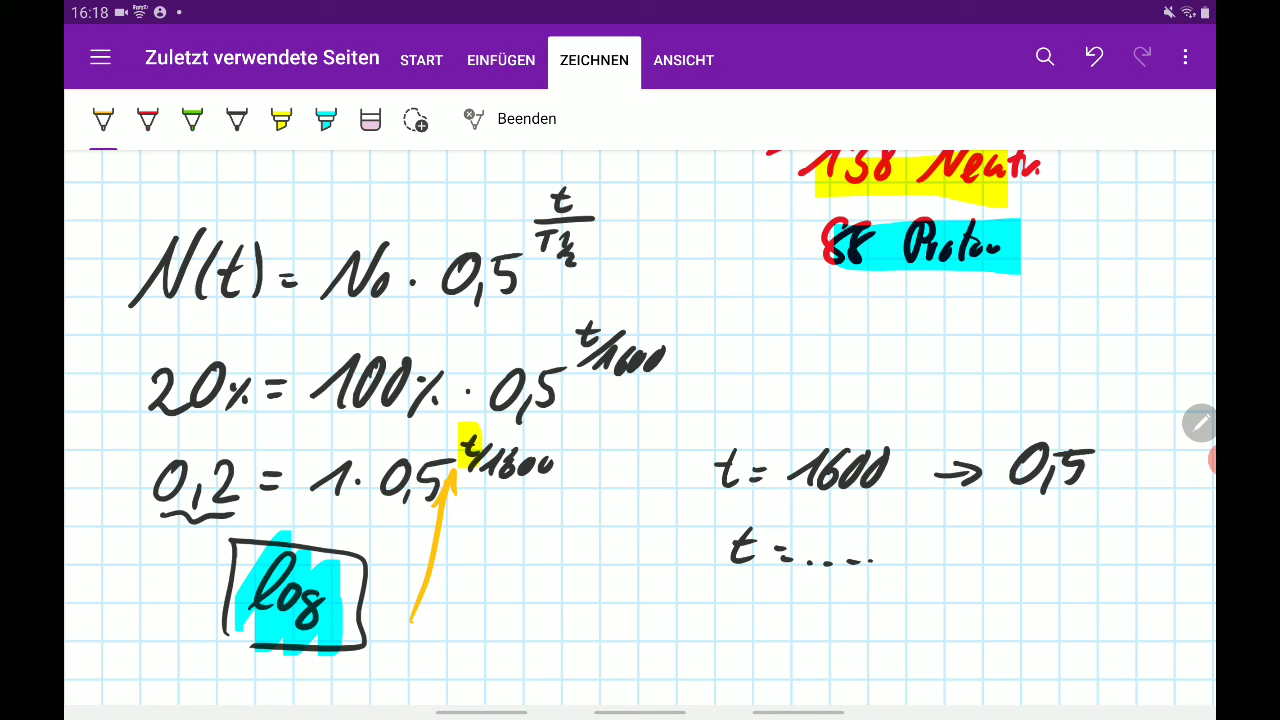 16:18
Zuletzt verwendete Seiten START EINFÜGEN ZEICHNEN ANSICHT
Beenden
138 Neutr.
88 Proton
N(t) = No · 0,5^(t/T½)
20% = 100% · 0,5^(t/1600)
0,2 = 1 · 0,5^(t/1600)
log
t = 1600 → 0,5
t = .....